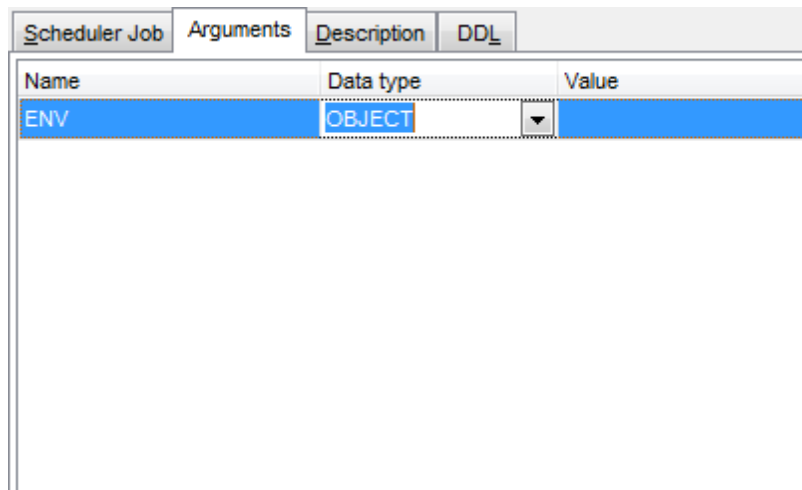 Scheduler Job Arguments Description DDL
Name Data type Value
ENV OBJECT